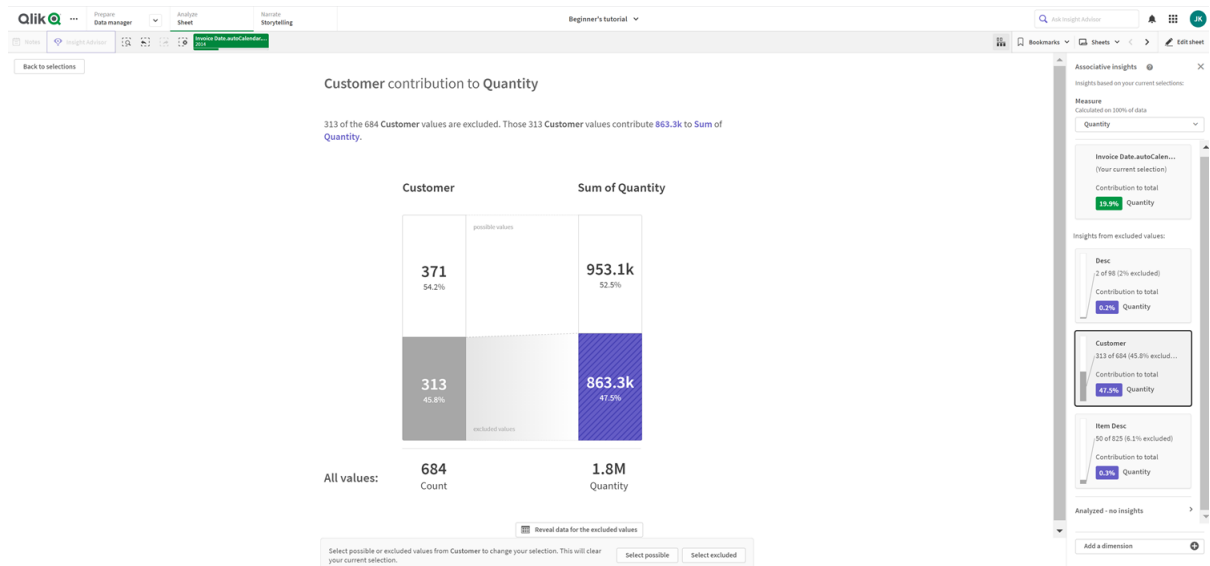 Qlik
Prepare
Data manager
Analyze
Sheet
Narrate
Storytelling
Beginner's tutorial
Ask Insight Advisor
JK
Notes
Insight Advisor
Invoice Date.autoCalendar....
2014
Bookmarks
Sheets
Edit sheet
Back to selections
Customer contribution to Quantity
313 of the 684 Customer values are excluded. Those 313 Customer values contribute 863.3k to Sum of
Quantity.
Customer
Sum of Quantity
possible values
371
54.2%
953.1k
52.5%
313
45.8%
863.3k
47.5%
excluded values
All values:
684
Count
1.8M
Quantity
Reveal data for the excluded values
Select possible or excluded values from Customer to change your selection. This will clear
your current selection.
Select possible
Select excluded
Associative insights
Insights based on your current selections:
Measure
Calculated on 100% of data
Quantity
Invoice Date.autoCalen...
(Your current selection)
Contribution to total
19.9% Quantity
Insights from excluded values:
Desc
2 of 98 (2% excluded)
Contribution to total
0.2% Quantity
Customer
313 of 684 (45.8% exclud...
Contribution to total
47.5% Quantity
Item Desc
50 of 825 (6.1% excluded)
Contribution to total
0.3% Quantity
Analyzed - no insights
Add a dimension